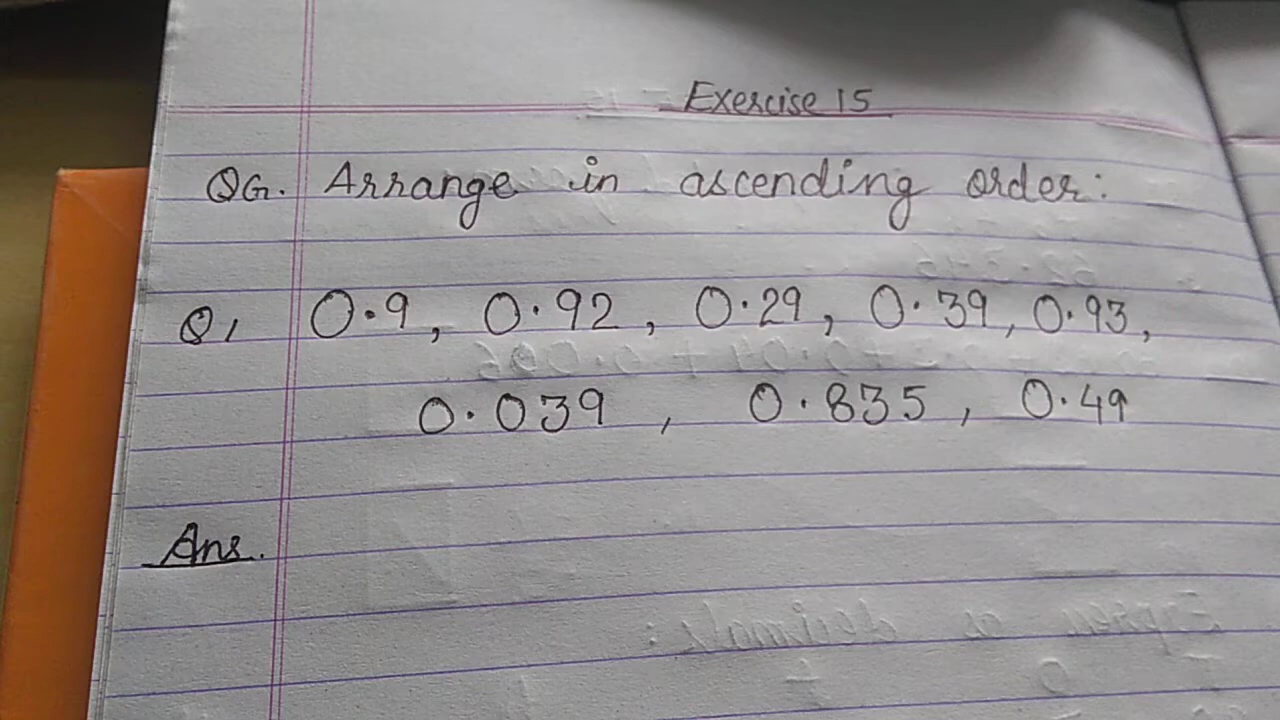 Exercise 15
QG. Arrange in ascending order:
Q1 0.9, 0.92, 0.29, 0.39, 0.93,
0.039, 0.835, 0.49
Ans.